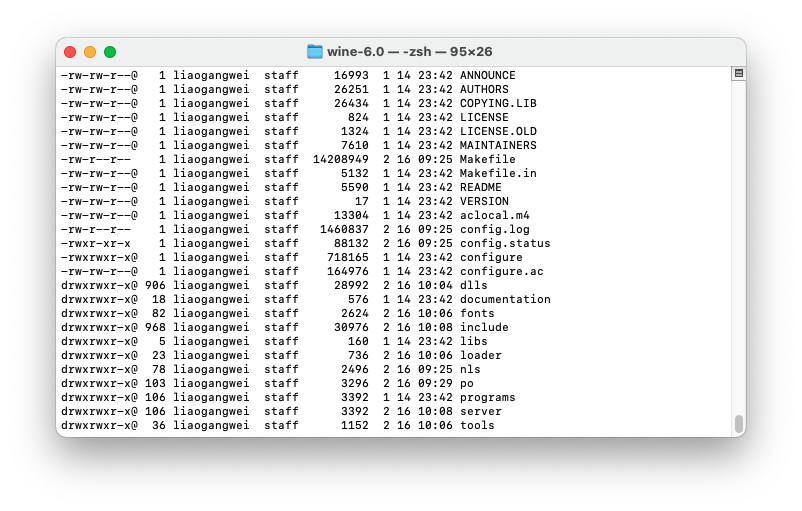 wine-6.0 — -zsh — 95×26
-rw-rw-r--@   1 liaogangwei  staff     16993  1 14 23:42 ANNOUNCE
-rw-rw-r--@   1 liaogangwei  staff     26251  1 14 23:42 AUTHORS
-rw-rw-r--@   1 liaogangwei  staff     26434  1 14 23:42 COPYING.LIB
-rw-rw-r--@   1 liaogangwei  staff       824  1 14 23:42 LICENSE
-rw-rw-r--@   1 liaogangwei  staff      1324  1 14 23:42 LICENSE.OLD
-rw-rw-r--@   1 liaogangwei  staff      7610  1 14 23:42 MAINTAINERS
-rw-r--r--    1 liaogangwei  staff  14208949  2 16 09:25 Makefile
-rw-rw-r--@   1 liaogangwei  staff      5132  1 14 23:42 Makefile.in
-rw-rw-r--@   1 liaogangwei  staff      5590  1 14 23:42 README
-rw-rw-r--@   1 liaogangwei  staff        17  1 14 23:42 VERSION
-rw-rw-r--@   1 liaogangwei  staff     13304  1 14 23:42 aclocal.m4
-rw-r--r--    1 liaogangwei  staff   1460837  2 16 09:25 config.log
-rwxr-xr-x    1 liaogangwei  staff     88132  2 16 09:25 config.status
-rwxrwxr-x@   1 liaogangwei  staff    718165  1 14 23:42 configure
-rw-rw-r--@   1 liaogangwei  staff    164976  1 14 23:42 configure.ac
drwxrwxr-x@ 906 liaogangwei  staff     28992  2 16 10:04 dlls
drwxrwxr-x@  18 liaogangwei  staff       576  1 14 23:42 documentation
drwxrwxr-x@  82 liaogangwei  staff      2624  2 16 10:06 fonts
drwxrwxr-x@ 968 liaogangwei  staff     30976  2 16 10:08 include
drwxrwxr-x@   5 liaogangwei  staff       160  1 14 23:42 libs
drwxrwxr-x@  23 liaogangwei  staff       736  2 16 10:06 loader
drwxrwxr-x@  78 liaogangwei  staff      2496  2 16 09:25 nls
drwxrwxr-x@ 103 liaogangwei  staff      3296  2 16 09:29 po
drwxrwxr-x@ 106 liaogangwei  staff      3392  1 14 23:42 programs
drwxrwxr-x@ 106 liaogangwei  staff      3392  2 16 10:08 server
drwxrwxr-x@  36 liaogangwei  staff      1152  2 16 10:06 tools